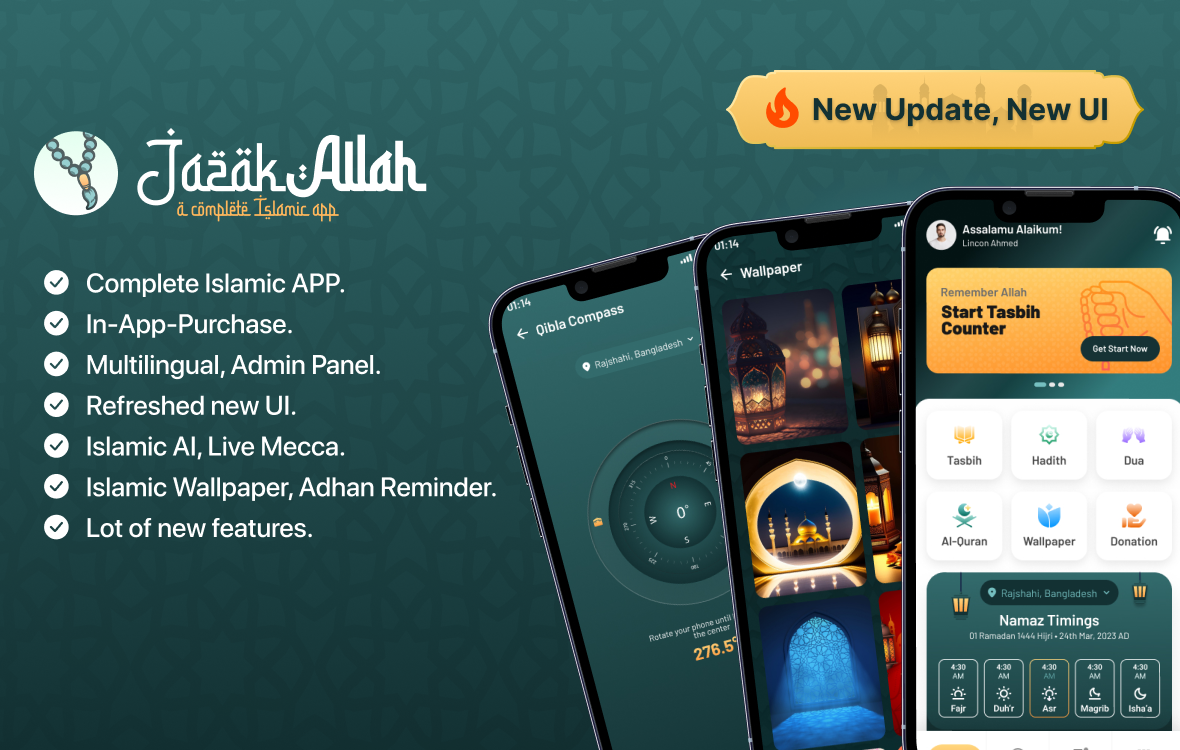 New Update, New UI
Jazak Allah
a complete Islamic app
Complete Islamic APP.
In-App-Purchase.
Multilingual, Admin Panel.
Refreshed new UI.
Islamic AI, Live Mecca.
Islamic Wallpaper, Adhan Reminder.
Lot of new features.
01:14
Qibla Compass
Rajshahi, Bangladesh
N
E
S
W
0°
Rotate your phone until
the center
276.5°
01:14
Wallpaper
Assalamu Alaikum!
Lincon Ahmed
Remember Allah
Start Tasbih
Counter
Get Start Now
Tasbih
Hadith
Dua
Al-Quran
Wallpaper
Donation
Rajshahi, Bangladesh
Namaz Timings
01 Ramadan 1444 Hijri • 24th Mar, 2023 AD
4:30 4:30 4:30 4:30 4:30
AM AM AM AM AM
Fajr Duh'r Asr Magrib Isha'a